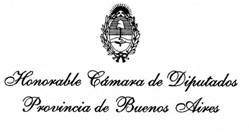 Honorable Cámara de Diputados
Provincia de Buenos Aires